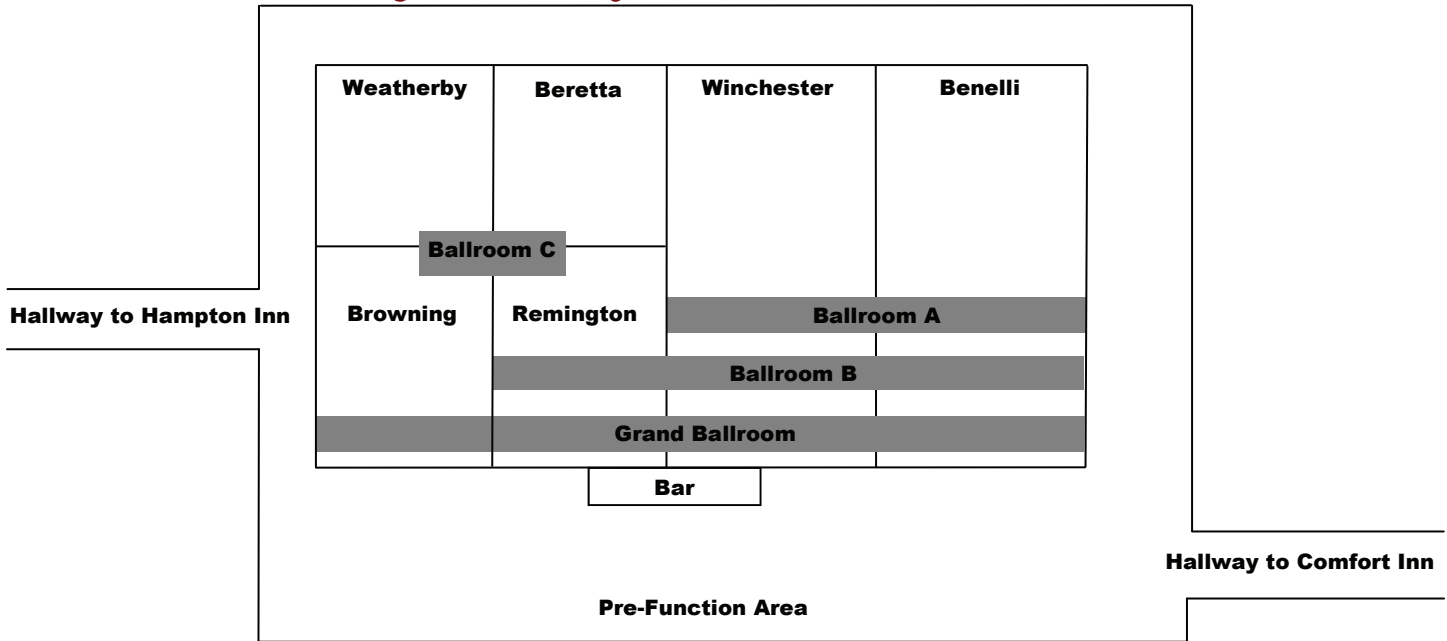 Weatherby
Beretta
Winchester
Benelli
Ballroom C
Hallway to Hampton Inn
Browning
Remington
Ballroom A
Ballroom B
Grand Ballroom
Bar
Hallway to Comfort Inn
Pre-Function Area